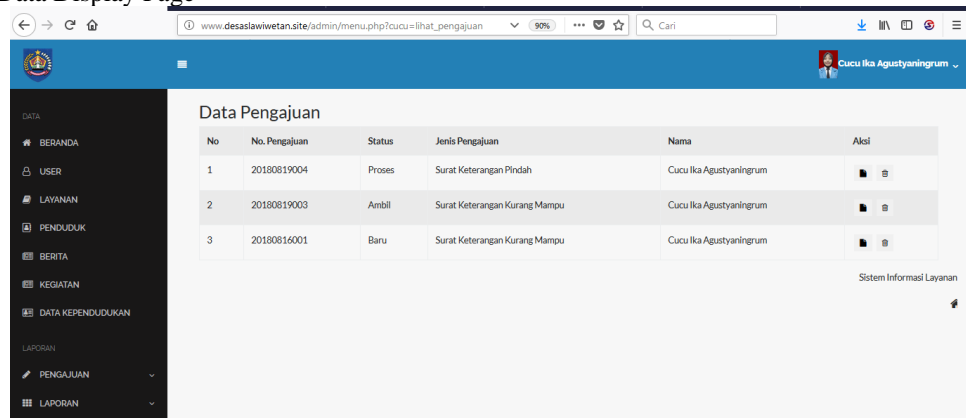 Data Display Page
www.desaslawiwetan.site/admin/menu.php?cucu=lihat_pengajuan 90% Cari
Cucu Ika Agustyaningrum
DATA
BERANDA
USER
LAYANAN
PENDUDUK
BERITA
KEGIATAN
DATA KEPENDUDUKAN
LAPORAN
PENGAJUAN
LAPORAN
Data Pengajuan
No No. Pengajuan Status Jenis Pengajuan Nama Aksi
1 20180819004 Proses Surat Keterangan Pindah Cucu Ika Agustyaningrum
2 20180819003 Ambil Surat Keterangan Kurang Mampu Cucu Ika Agustyaningrum
3 20180816001 Baru Surat Keterangan Kurang Mampu Cucu Ika Agustyaningrum
Sistem Informasi Layanan